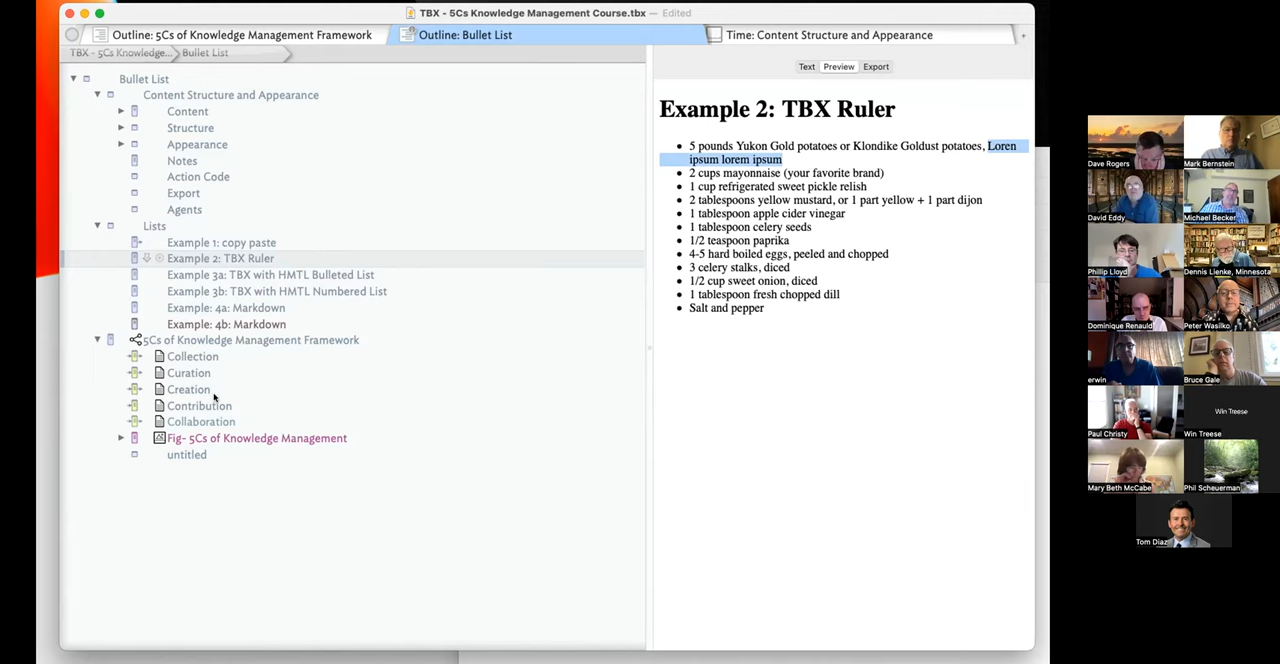 TBX - 5Cs Knowledge Management Course.tbx — Edited
Outline: 5Cs of Knowledge Management Framework
Outline: Bullet List
Time: Content Structure and Appearance
+
TBX - 5Cs Knowledge... Bullet List
Bullet List
Content Structure and Appearance
Content
Structure
Appearance
Notes
Action Code
Export
Agents
Lists
Example 1: copy paste
Example 2: TBX Ruler
Example 3a: TBX with HMTL Bulleted List
Example 3b: TBX with HMTL Numbered List
Example: 4a: Markdown
Example: 4b: Markdown
5Cs of Knowledge Management Framework
Collection
Curation
Creation
Contribution
Collaboration
Fig- 5Cs of Knowledge Management
untitled
Text Preview Export
Example 2: TBX Ruler
• 5 pounds Yukon Gold potatoes or Klondike Goldust potatoes, Loren
ipsum lorem ipsum
• 2 cups mayonnaise (your favorite brand)
• 1 cup refrigerated sweet pickle relish
• 2 tablespoons yellow mustard, or 1 part yellow + 1 part dijon
• 1 tablespoon apple cider vinegar
• 1 tablespoon celery seeds
• 1/2 teaspoon paprika
• 4-5 hard boiled eggs, peeled and chopped
• 3 celery stalks, diced
• 1/2 cup sweet onion, diced
• 1 tablespoon fresh chopped dill
• Salt and pepper
Dave Rogers
Mark Bernstein
David Eddy
Michael Becker
Phillip Lloyd
Dennis Lienke, Minnesota
Dominique Renauld
Peter Wasilko
erwin
Bruce Gale
Win Treese
Paul Christy
Win Treese
Mary Beth McCabe
Phil Scheuerman
Tom Diaz